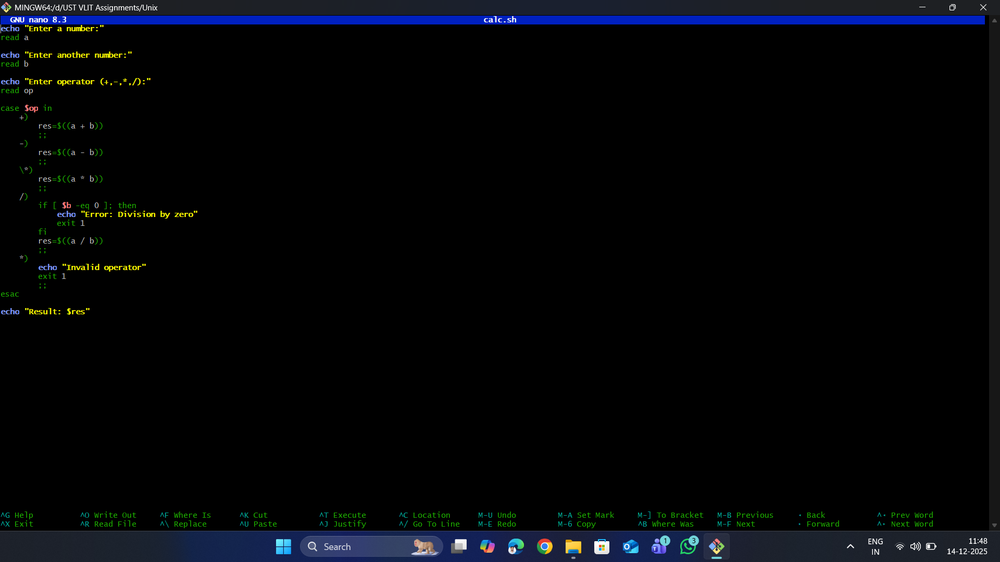 MINGW64:/d/UST VLIT Assignments/Unix
GNU nano 8.3 calc.sh
echo "Enter a number:"
read a

echo "Enter another number:"
read b

echo "Enter operator (+,-,*,/):"
read op

case $op in
    +)
        res=$((a + b))
        ;;
    -)
        res=$((a - b))
        ;;
    \*)
        res=$((a * b))
        ;;
    /)
        if [ $b -eq 0 ]; then
            echo "Error: Division by zero"
            exit 1
        fi
        res=$((a / b))
        ;;
    *)
        echo "Invalid operator"
        exit 1
        ;;
esac

echo "Result: $res"
^G Help ^O Write Out ^F Where Is ^K Cut ^T Execute ^C Location M-U Undo M-A Set Mark M-] To Bracket M-B Previous ◂ Back ^◂ Prev Word
^X Exit ^R Read File ^\ Replace ^U Paste ^J Justify ^/ Go To Line M-E Redo M-6 Copy ^B Where Was M-F Next ▸ Forward ^▸ Next Word
Search 1 3 ENG 11:48
IN 14-12-2025